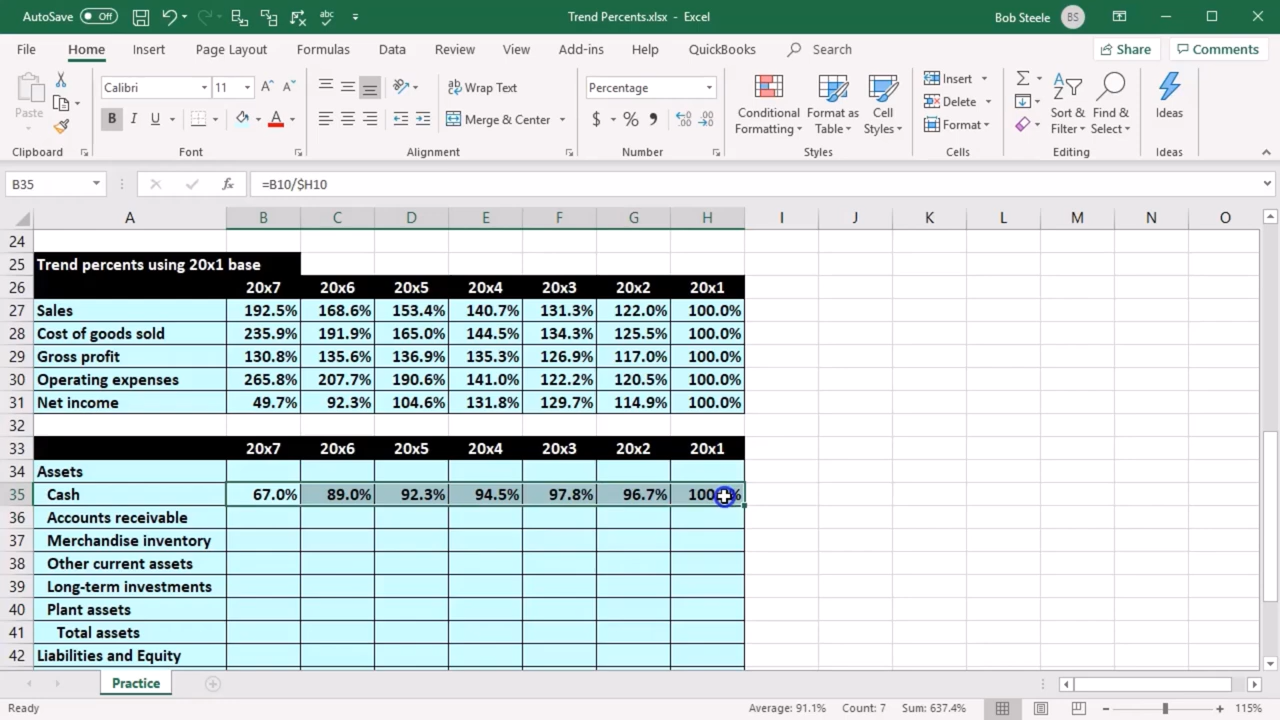 AutoSave Off Trend Percents.xlsx - Excel Bob Steele BS
File Home Insert Page Layout Formulas Data Review View Add-ins Help QuickBooks Search Share Comments
Paste Calibri 11 Wrap Text Percentage Conditional Formatting Format as Table Cell Styles Insert Sort & Filter Find & Select Ideas
B I U Merge & Center $ % Delete
Format
Clipboard Font Alignment Number Styles Cells Editing Ideas
B35 fx =B10/$H10
A B C D E F G H I J K L M N O
24
25 Trend percents using 20x1 base
26 20x7 20x6 20x5 20x4 20x3 20x2 20x1
27 Sales 192.5% 168.6% 153.4% 140.7% 131.3% 122.0% 100.0%
28 Cost of goods sold 235.9% 191.9% 165.0% 144.5% 134.3% 125.5% 100.0%
29 Gross profit 130.8% 135.6% 136.9% 135.3% 126.9% 117.0% 100.0%
30 Operating expenses 265.8% 207.7% 190.6% 141.0% 122.2% 120.5% 100.0%
31 Net income 49.7% 92.3% 104.6% 131.8% 129.7% 114.9% 100.0%
32
33 20x7 20x6 20x5 20x4 20x3 20x2 20x1
34 Assets
35 Cash 67.0% 89.0% 92.3% 94.5% 97.8% 96.7%
36 Accounts receivable
37 Merchandise inventory
38 Other current assets
39 Long-term investments
40 Plant assets
41 Total assets
42 Liabilities and Equity
Practice
Ready Average: 91.1% Count: 7 Sum: 637.4% 115%